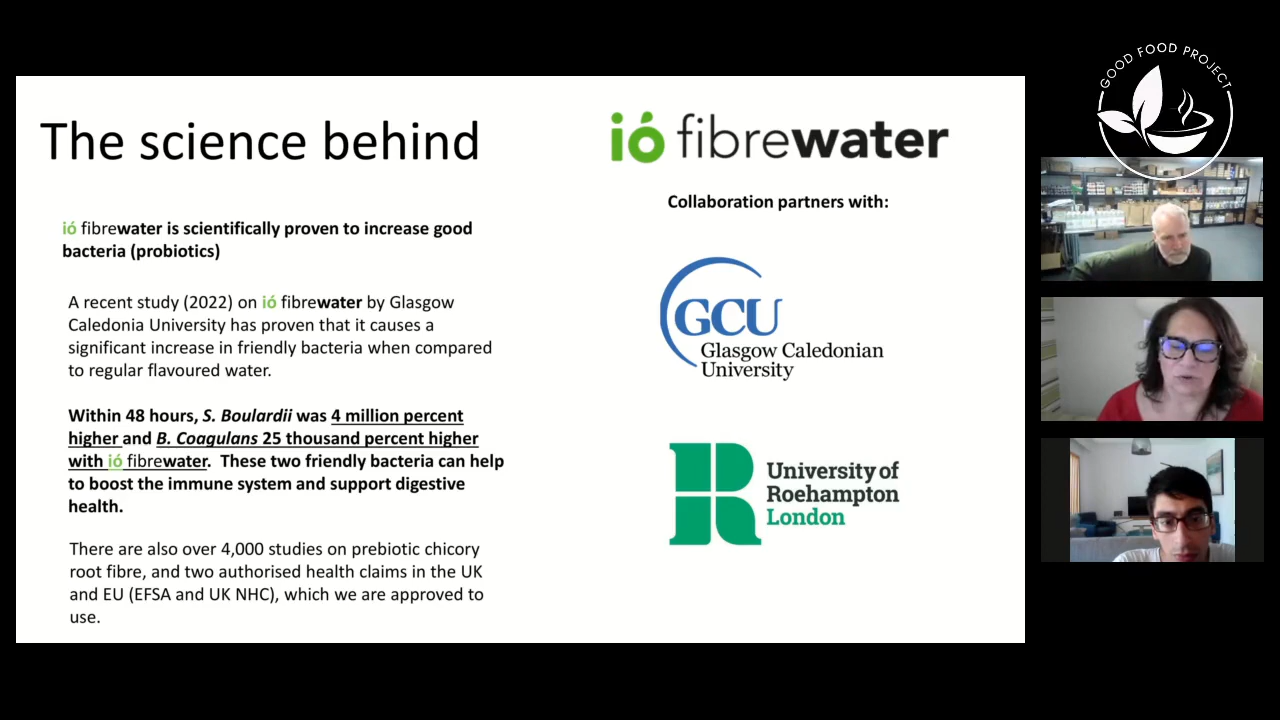 The science behind
ió fibrewater
Collaboration partners with:
ió fibrewater is scientifically proven to increase good
bacteria (probiotics)
A recent study (2022) on ió fibrewater by Glasgow
Caledonia University has proven that it causes a
significant increase in friendly bacteria when compared
to regular flavoured water.
Within 48 hours, S. Boulardii was 4 million percent
higher and B. Coagulans 25 thousand percent higher
with ió fibrewater. These two friendly bacteria can help
to boost the immune system and support digestive
health.
There are also over 4,000 studies on prebiotic chicory
root fibre, and two authorised health claims in the UK
and EU (EFSA and UK NHC), which we are approved to
use.
GCU
Glasgow Caledonian
University
University of
Roehampton
London
GOOD FOOD PROJECT